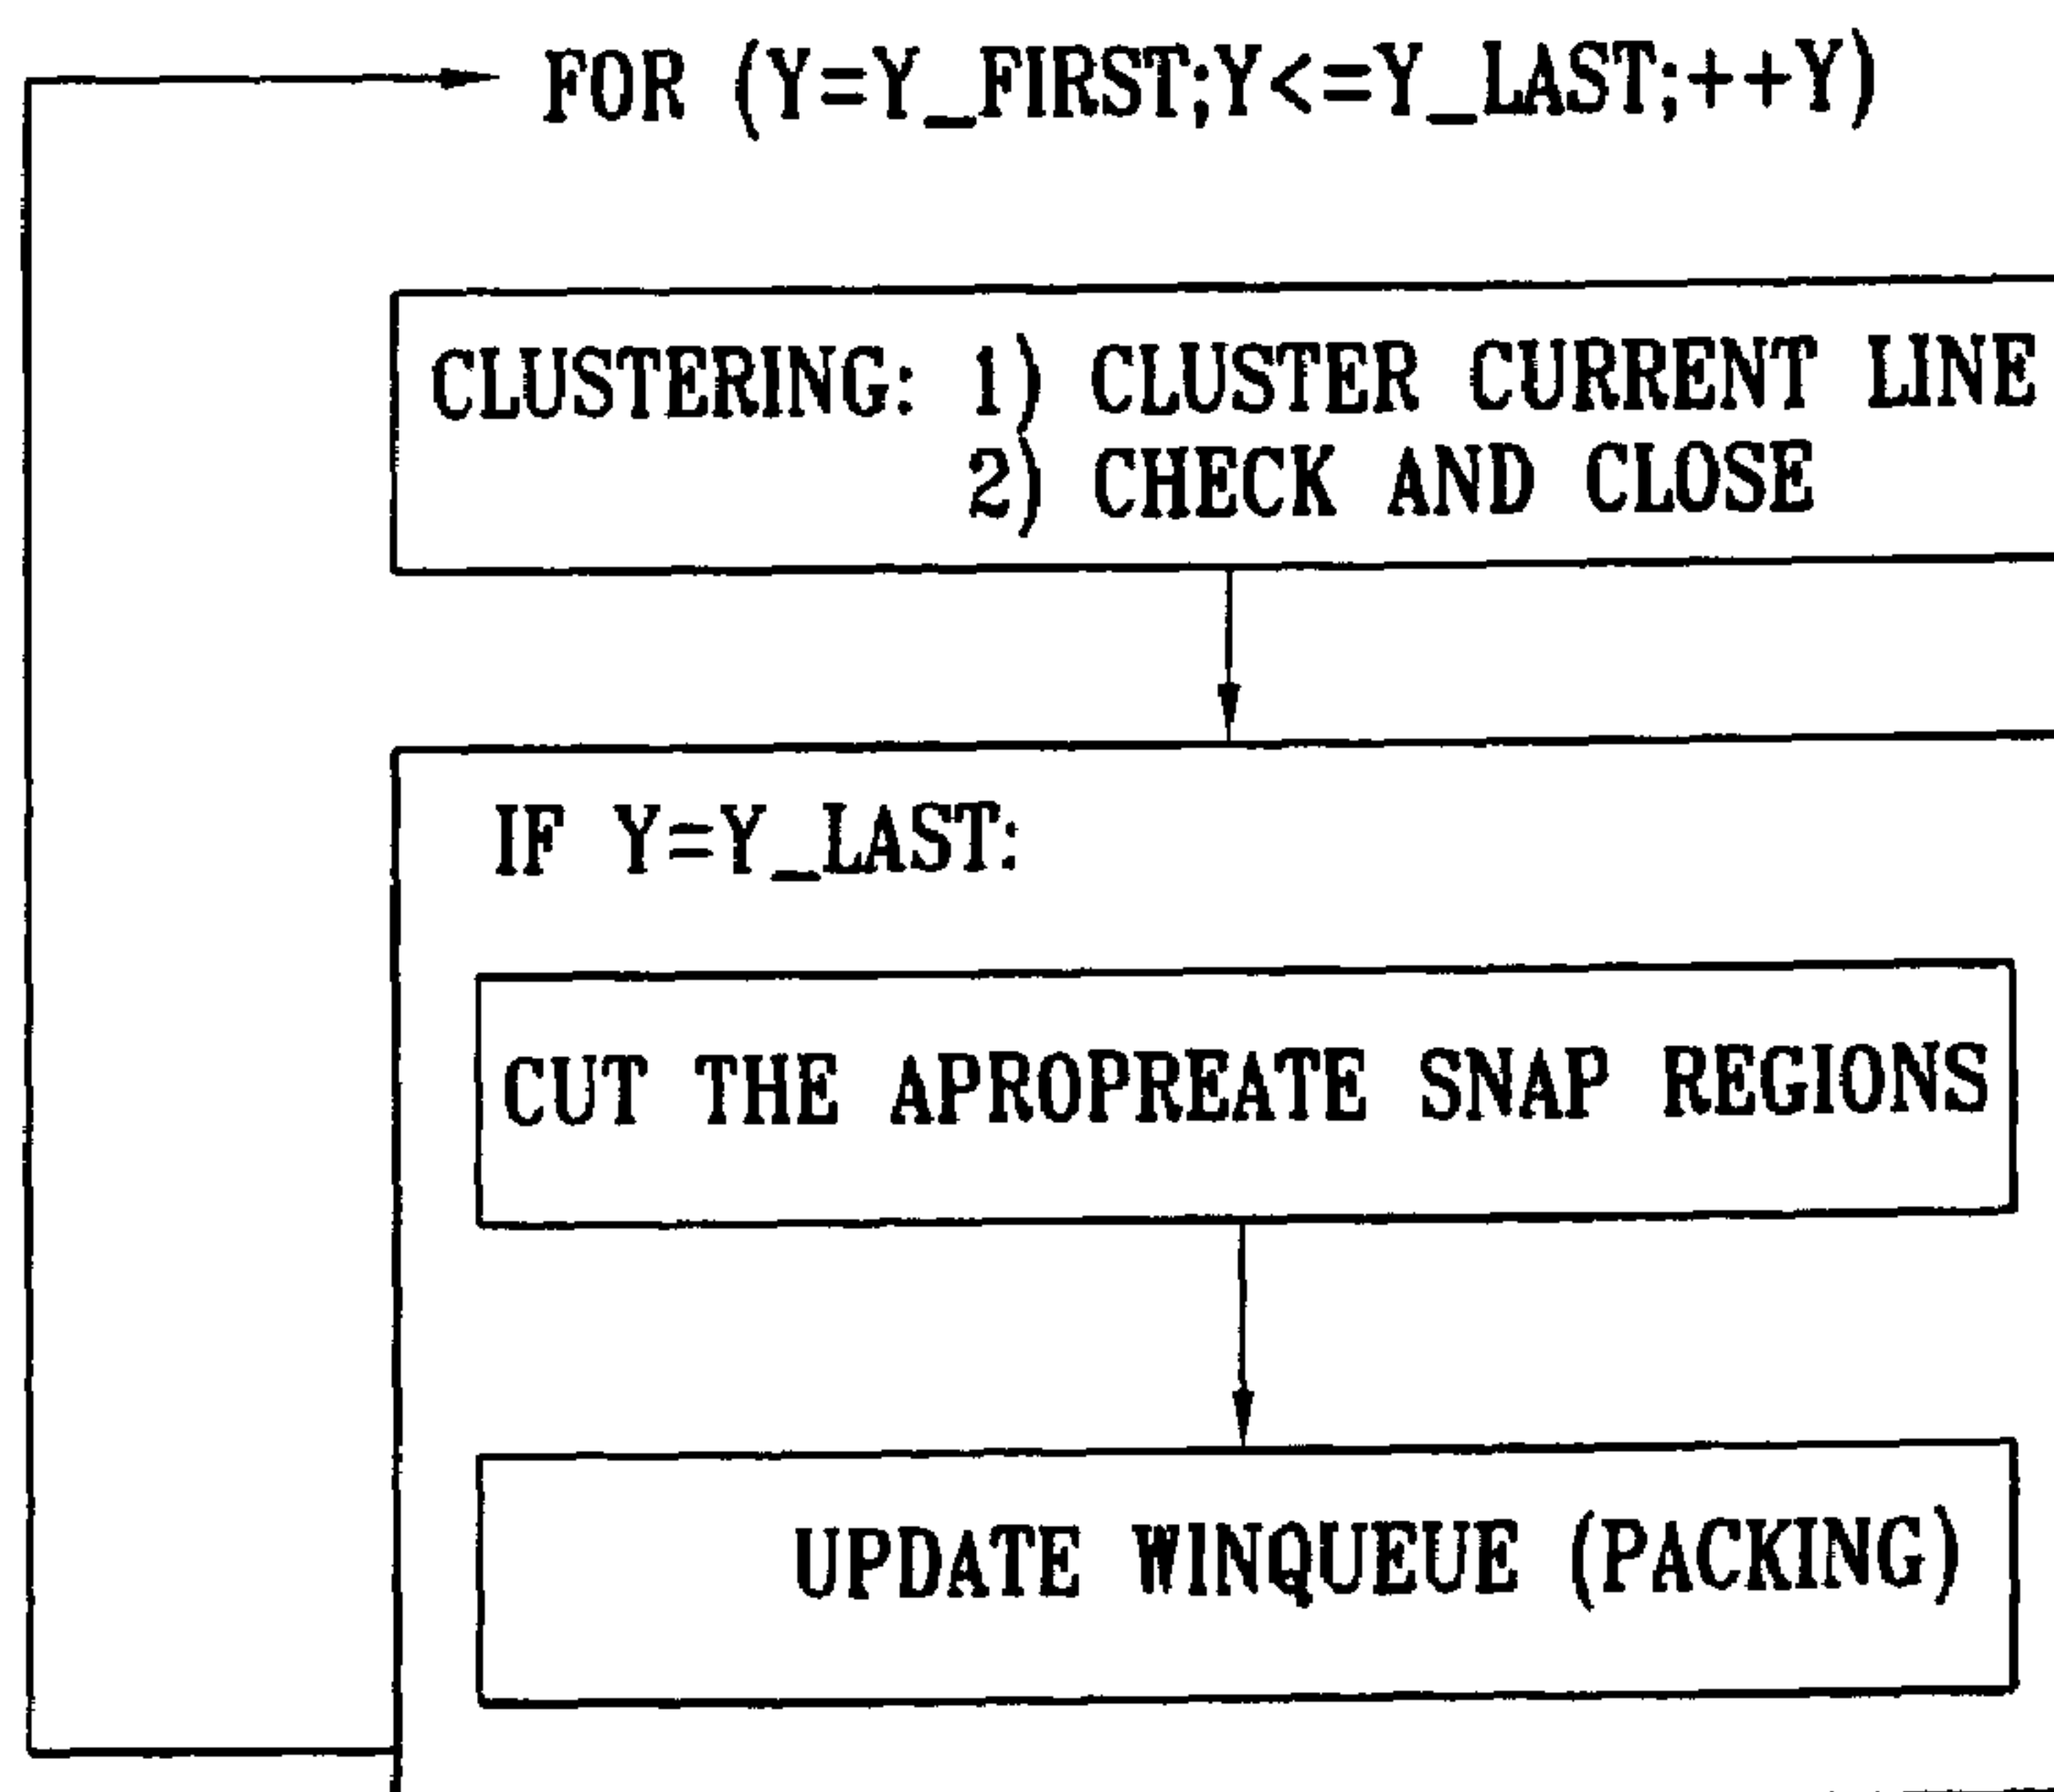 FOR (Y=Y_FIRST;Y<=Y_LAST;++Y)
CLUSTERING: 1) CLUSTER CURRENT LINE
2) CHECK AND CLOSE
IF Y=Y_LAST:
CUT THE APROPREATE SNAP REGIONS
UPDATE WINQUEUE (PACKING)